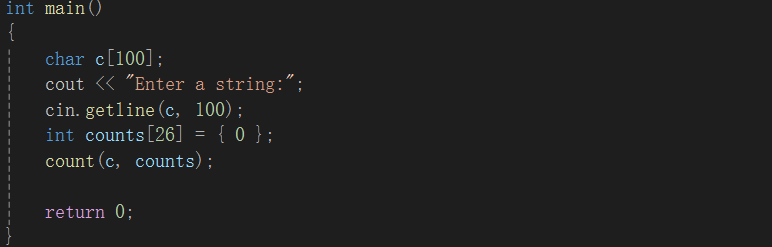 int main()
{
char c[100];
cout << "Enter a string:";
cin.getline(c, 100);
int counts[26] = { 0 };
count(c, counts);
return 0;
}